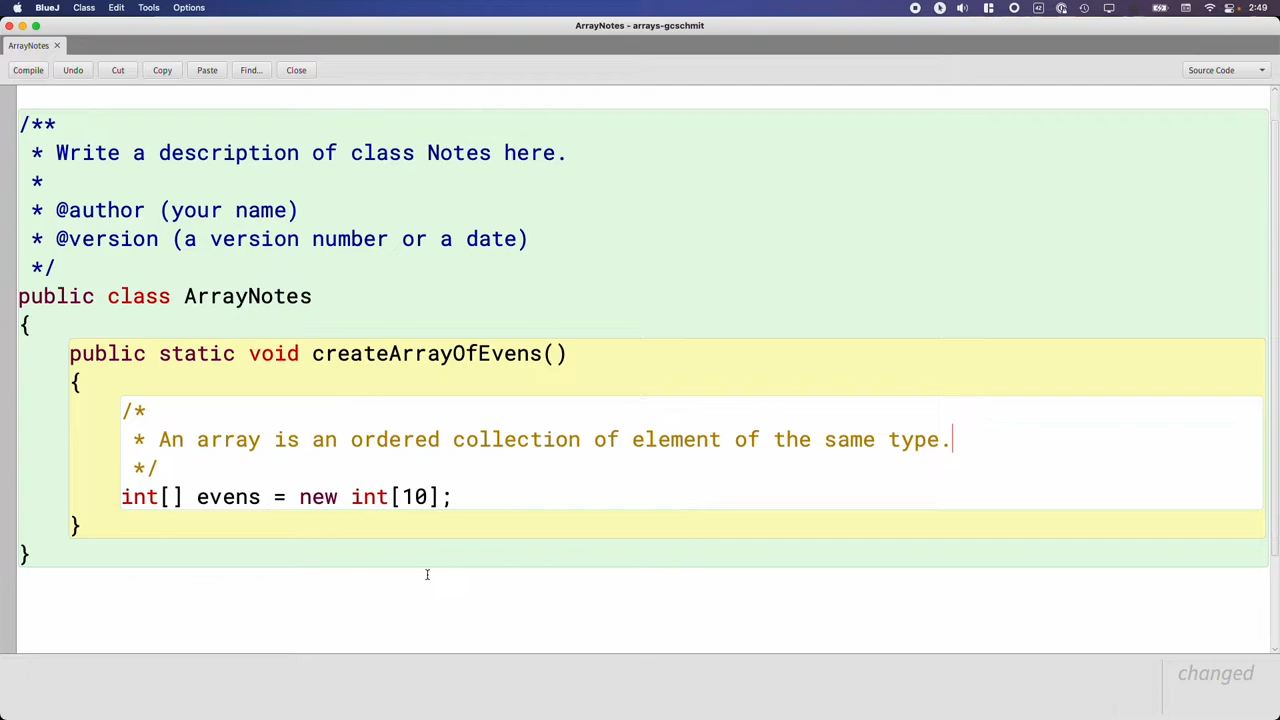 BlueJ Class Edit Tools Options 42 2:49
ArrayNotes - arrays-gcschmit
ArrayNotes ×
Compile Undo Cut Copy Paste Find... Close Source Code
/**
* Write a description of class Notes here.
*
* @author (your name)
* @version (a version number or a date)
*/
public class ArrayNotes
{
public static void createArrayOfEvens()
{
/*
* An array is an ordered collection of element of the same type.
*/
int[] evens = new int[10];
}
}
changed